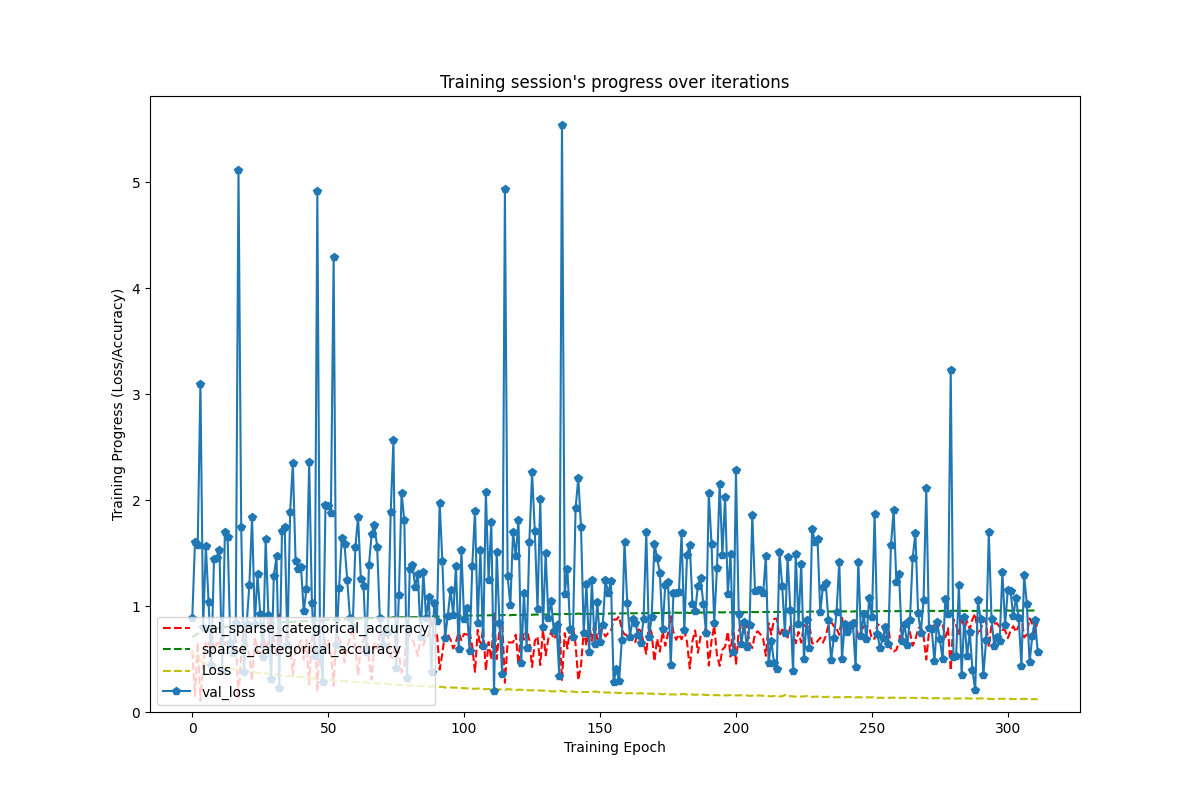 Training session's progress over iterations
Training Progress (Loss/Accuracy)
5
4
3
2
1
0
val_sparse_categorical_accuracy
sparse_categorical_accuracy
Loss
val_loss
0 50 100 150 200 250 300
Training Epoch